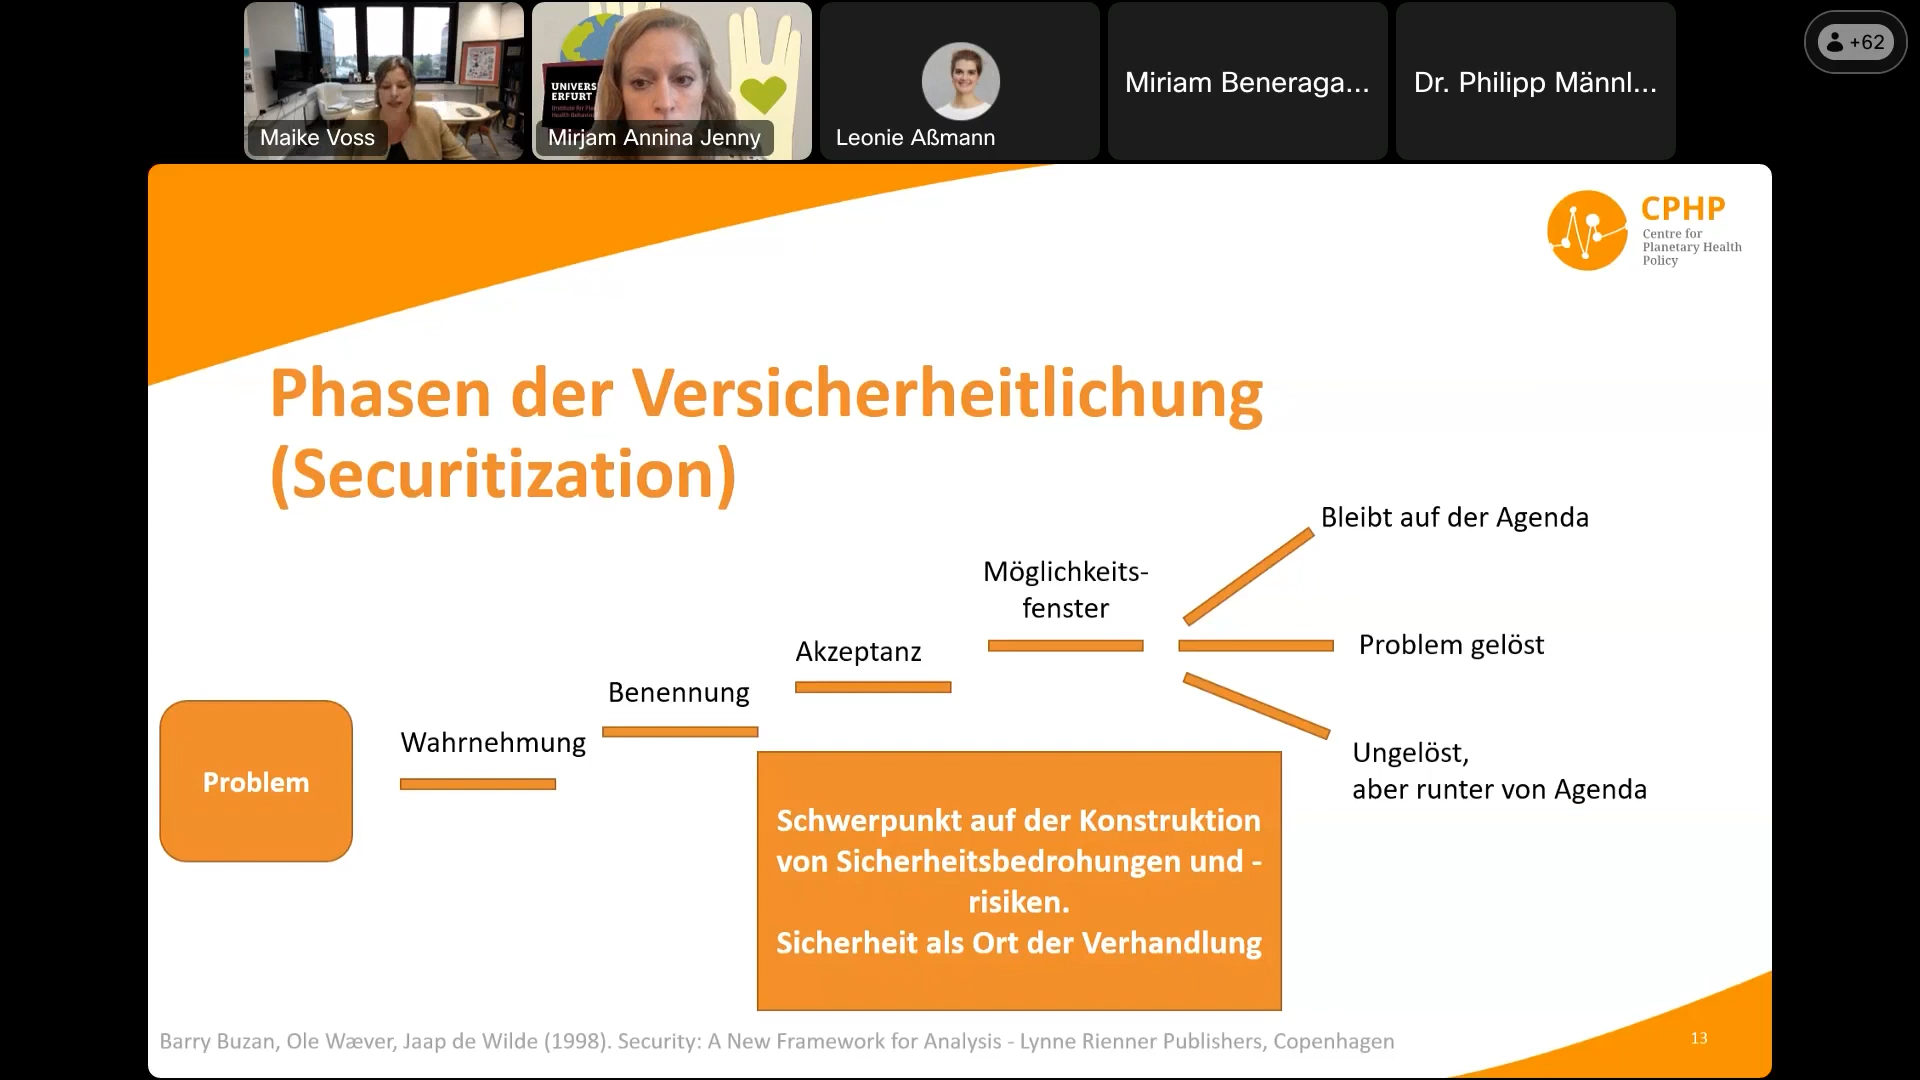 Maike Voss
UNIVERS
ERFURT
Mirjam Annina Jenny
Leonie Aßmann
Miriam Beneraga...
Dr. Philipp Männl...
+62
CPHP
Centre for
Planetary Health
Policy
Phasen der Versicherheitlichung
(Securitization)
Problem
Wahrnehmung
Benennung
Akzeptanz
Möglichkeits-
fenster
Bleibt auf der Agenda
Problem gelöst
Ungelöst,
aber runter von Agenda
Schwerpunkt auf der Konstruktion
von Sicherheitsbedrohungen und -
risiken.
Sicherheit als Ort der Verhandlung
Barry Buzan, Ole Wæver, Jaap de Wilde (1998). Security: A New Framework for Analysis - Lynne Rienner Publishers, Copenhagen
13